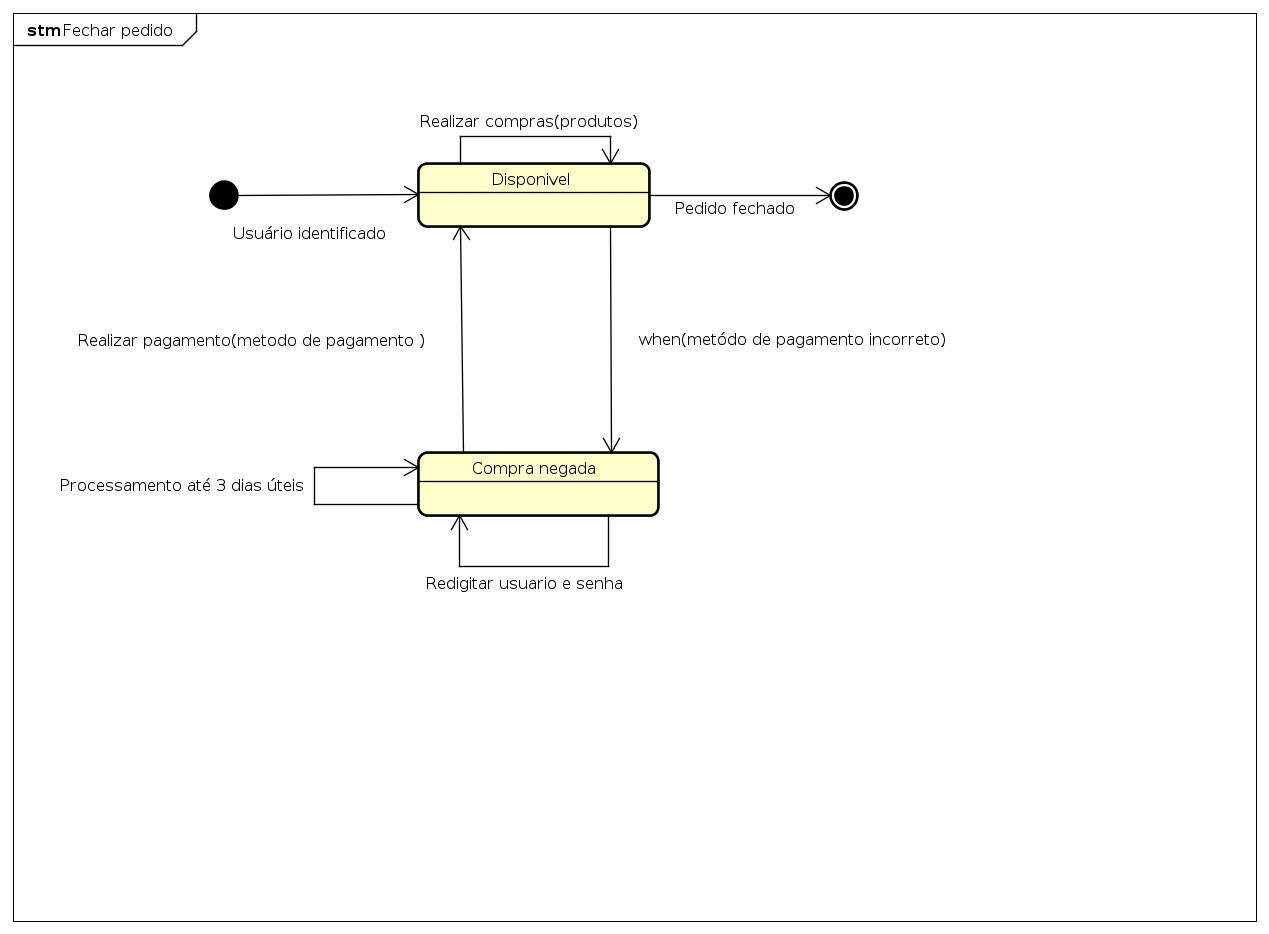 stm Fechar pedido
Realizar compras(produtos)
Disponivel
Usuário identificado
Pedido fechado
Realizar pagamento(metodo de pagamento )
when(metódo de pagamento incorreto)
Compra negada
Processamento até 3 dias úteis
Redigitar usuario e senha